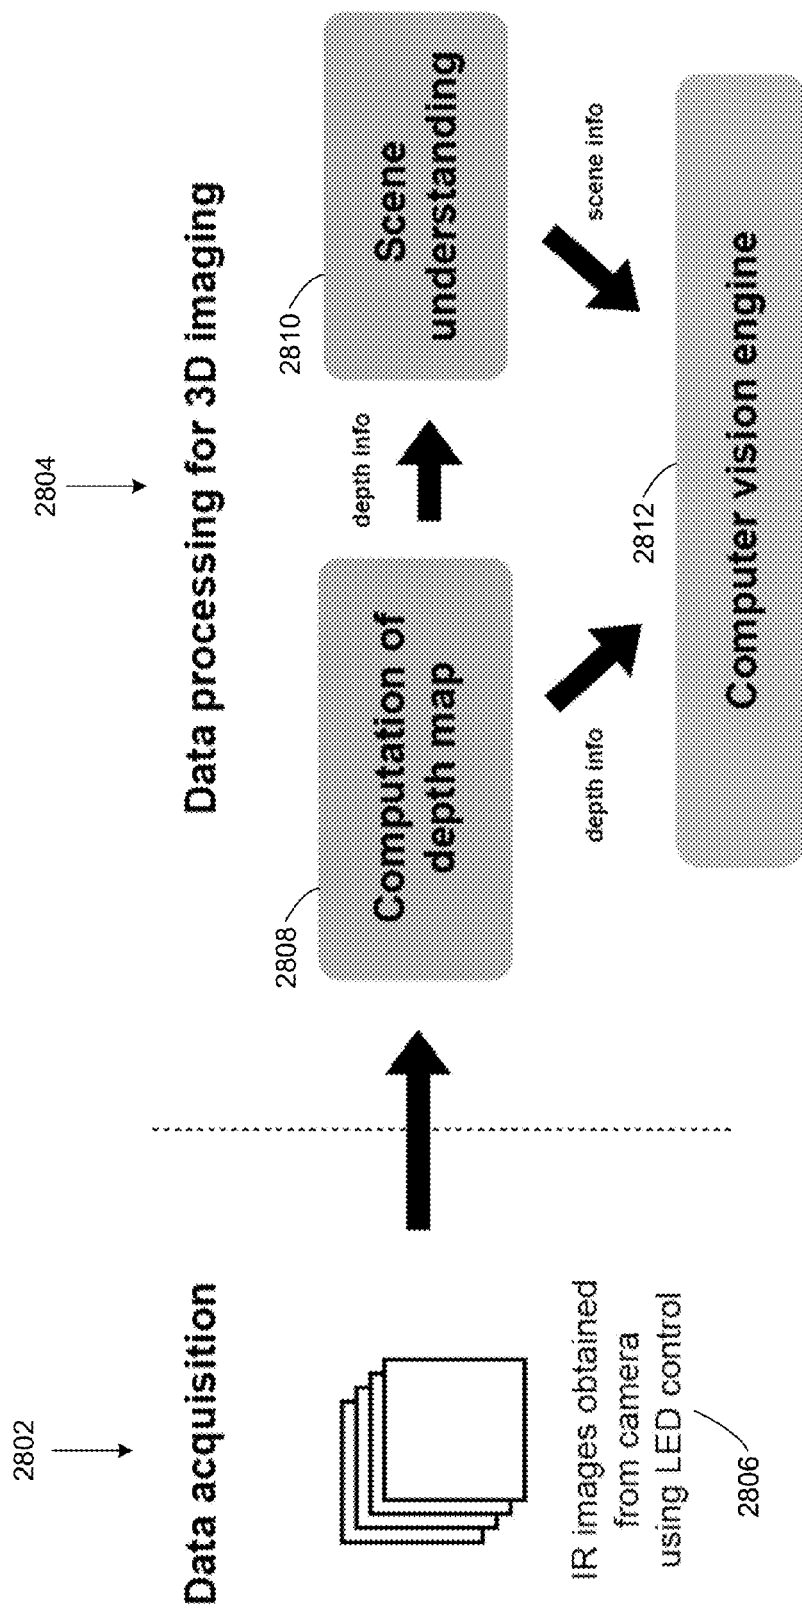 2802
Data acquisition
IR images obtained
from camera
using LED control
2806
2804
Data processing for 3D imaging
2808
Computation of
depth map
depth info
2810
Scene
understanding
depth info
scene info
2812
Computer vision engine